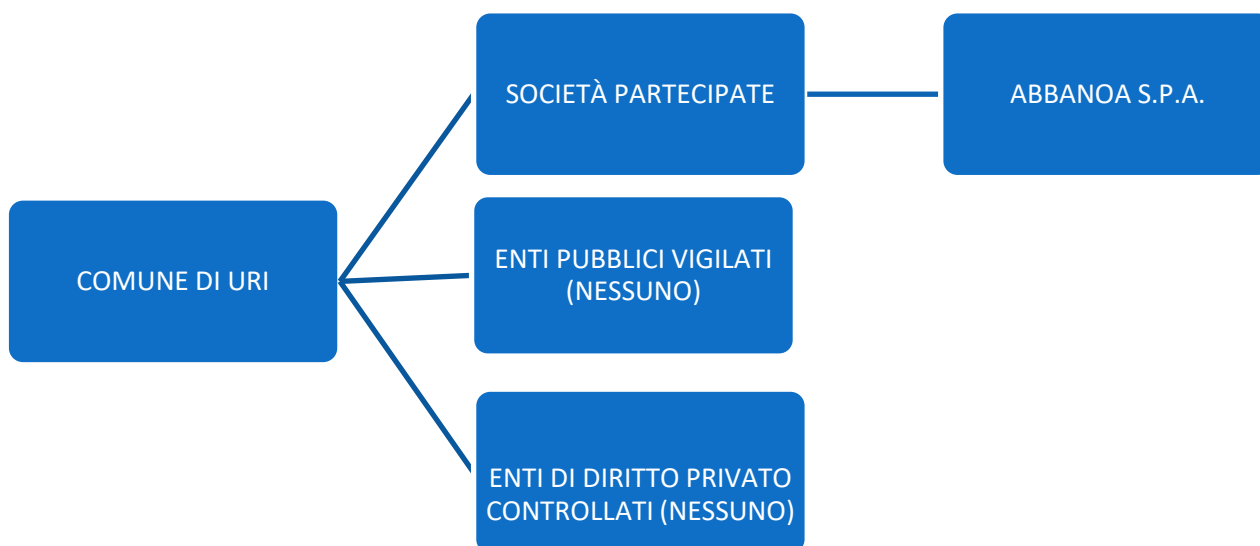 COMUNE DI URI
SOCIETÀ PARTECIPATE
ABBANOA S.P.A.
ENTI PUBBLICI VIGILATI
(NESSUNO)
ENTI DI DIRITTO PRIVATO
CONTROLLATI (NESSUNO)